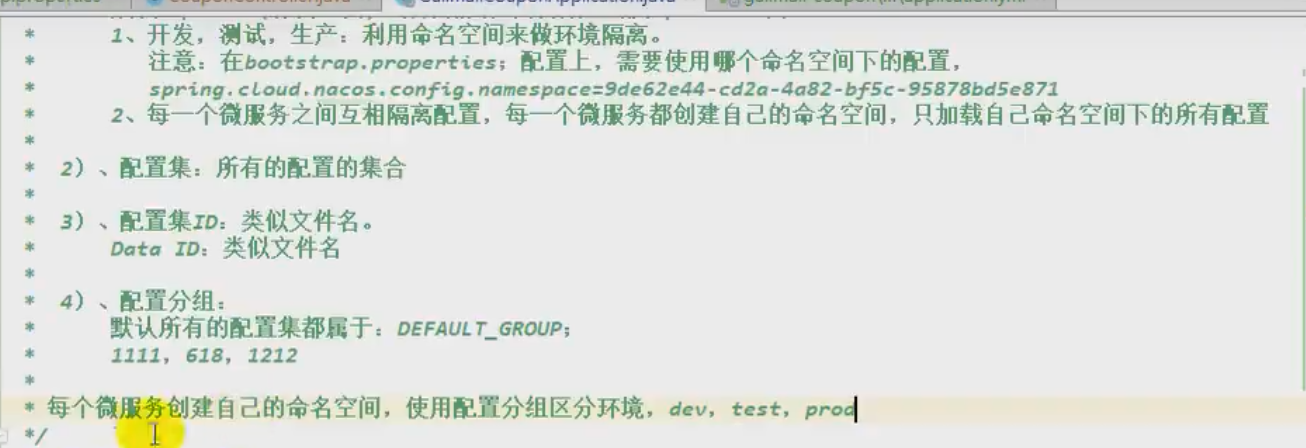 * 1、开发，测试，生产：利用命名空间来做环境隔离。
* 注意：在bootstrap.properties；配置上，需要使用哪个命名空间下的配置，
* spring.cloud.nacos.config.namespace=9de62e44-cd2a-4a82-bf5c-95878bd5e871
* 2、每一个微服务之间互相隔离配置，每一个微服务都创建自己的命名空间，只加载自己命名空间下的所有配置
*
* 2）、配置集：所有的配置的集合
*
* 3）、配置集ID：类似文件名。
* Data ID：类似文件名
*
* 4）、配置分组：
* 默认所有的配置集都属于：DEFAULT_GROUP；
* 1111，618，1212
*
* 每个微服务创建自己的命名空间，使用配置分组区分环境，dev，test，prod
*/